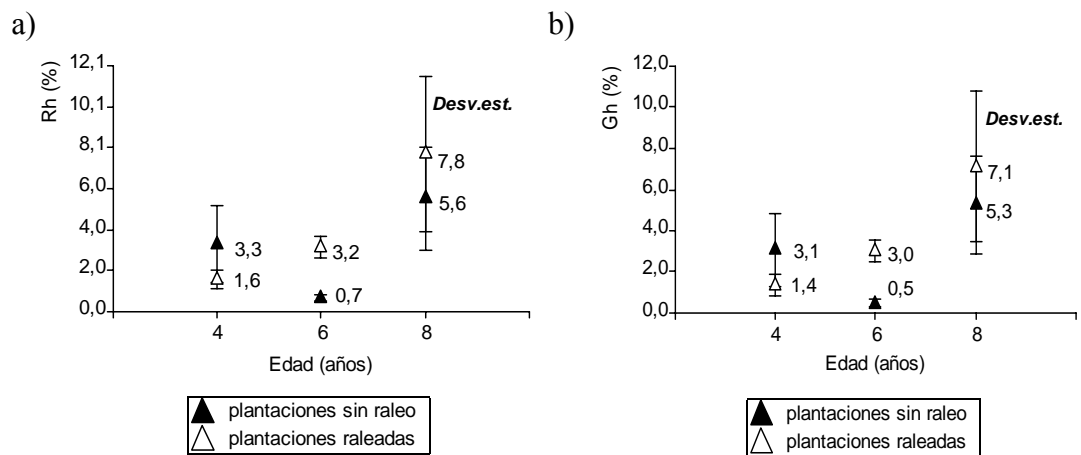 a)
Rh (%)
12,1
10,1
8,1
6,0
4,0
2,0
0,0
Desv.est.
7,8
5,6
3,3
3,2
1,6
0,7
4 6 8
Edad (años)
plantaciones sin raleo
plantaciones raleadas
b)
Gh (%)
12,0
10,0
8,0
6,0
4,0
2,0
0,0
Desv.est.
7,1
5,3
3,1
3,0
1,4
0,5
4 6 8
Edad (años)
plantaciones sin raleo
plantaciones raleadas